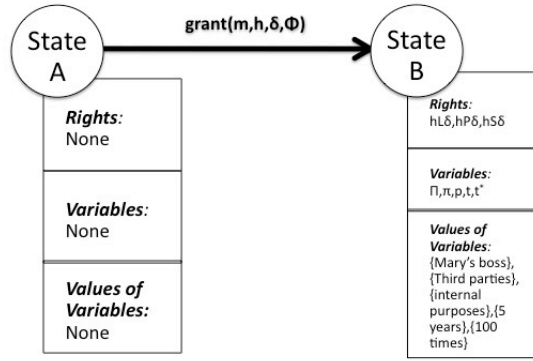 grant(m,h,δ,Φ)
State
A
State
B
Rights:
None
Variables:
None
Values of
Variables:
None
Rights:
hLδ,hPδ,hSδ
Variables:
Π,π,p,t,t*
Values of
Variables:
{Mary's boss},
{Third parties},
{internal
purposes},{5
years},{100
times}